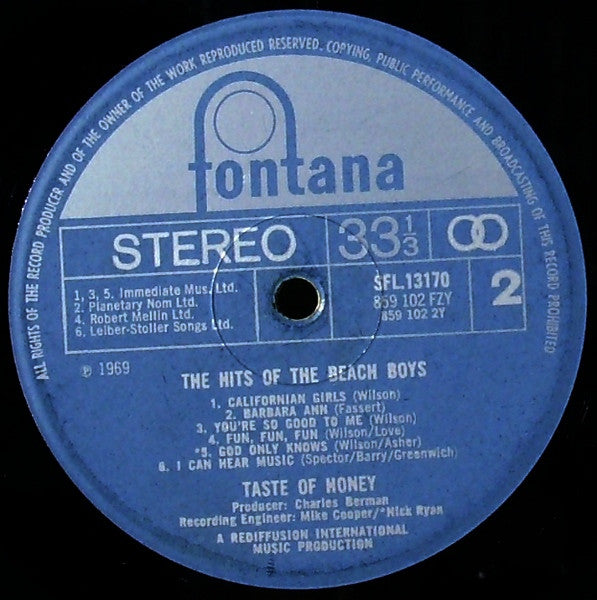 ALL RIGHTS OF THE RECORD PRODUCER AND OF THE OWNER OF THE WORK REPRODUCED RESERVED. COPYING, PUBLIC PERFORMANCE AND BROADCASTING OF THIS RECORD PROHIBITED
fontana
STEREO 33 1/3
1, 3, 5. Immediate Mus. Ltd.
2. Planetary Nom Ltd.
4. Robert Mellin Ltd.
6. Leiber-Stoller Songs Ltd.
SFL.13170
859 102 FZY
859 102 2Y
2
℗ 1969
THE HITS OF THE BEACH BOYS
1. CALIFORNIAN GIRLS (Wilson)
2. BARBARA ANN (Fassert)
3. YOU'RE SO GOOD TO ME (Wilson)
4. FUN, FUN, FUN (Wilson/Love)
*5. GOD ONLY KNOWS (Wilson/Asher)
6. I CAN HEAR MUSIC (Spector/Barry/Greenwich)
TASTE OF HONEY
Producer: Charles Berman
Recording Engineer: Mike Cooper/*Nick Ryan
A REDIFFUSION INTERNATIONAL
MUSIC PRODUCTION